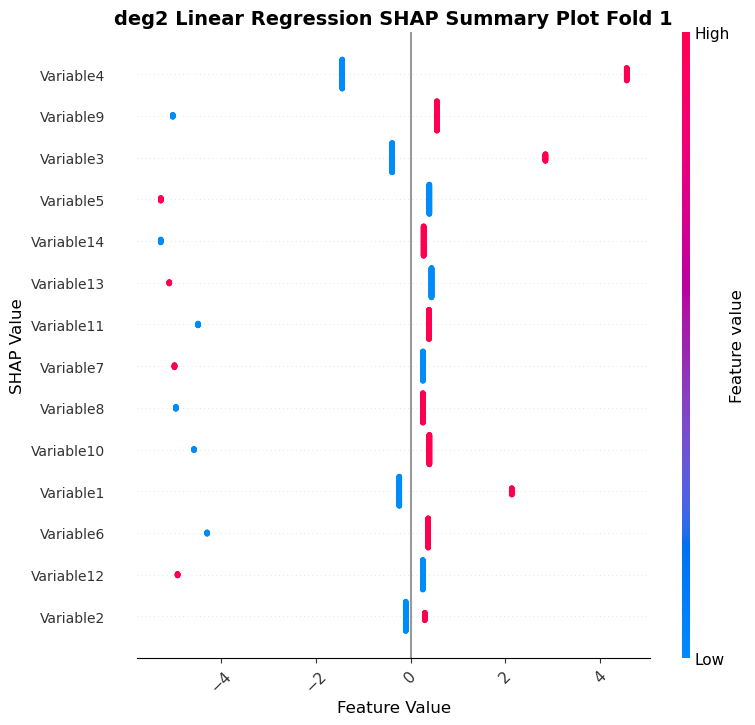 deg2 Linear Regression SHAP Summary Plot Fold 1
High
Variable4
Variable9
Variable3
Variable5
Variable14
Variable13
Variable11
Variable7
Variable8
Variable10
Variable1
Variable6
Variable12
Variable2
SHAP Value
Feature value
Low
−4
−2
0
2
4
Feature Value